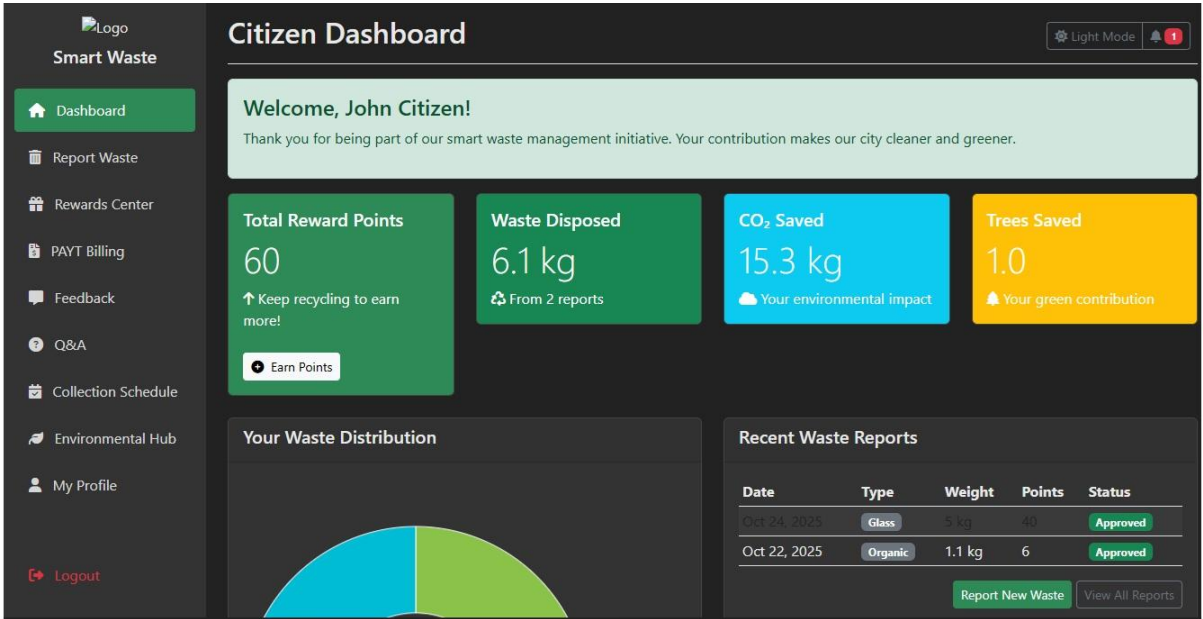 Logo
Smart Waste
Dashboard
Report Waste
Rewards Center
PAYT Billing
Feedback
Q&A
Collection Schedule
Environmental Hub
My Profile
Logout
Citizen Dashboard
Light Mode 1
Welcome, John Citizen!
Thank you for being part of our smart waste management initiative. Your contribution makes our city cleaner and greener.
Total Reward Points
60
Keep recycling to earn
more!
Earn Points
Waste Disposed
6.1 kg
From 2 reports
CO₂ Saved
15.3 kg
Your environmental impact
Trees Saved
1.0
Your green contribution
Your Waste Distribution
Recent Waste Reports
Date Type Weight Points Status
Oct 24, 2025 Glass 5 kg 40 Approved
Oct 22, 2025 Organic 1.1 kg 6 Approved
Report New Waste View All Reports